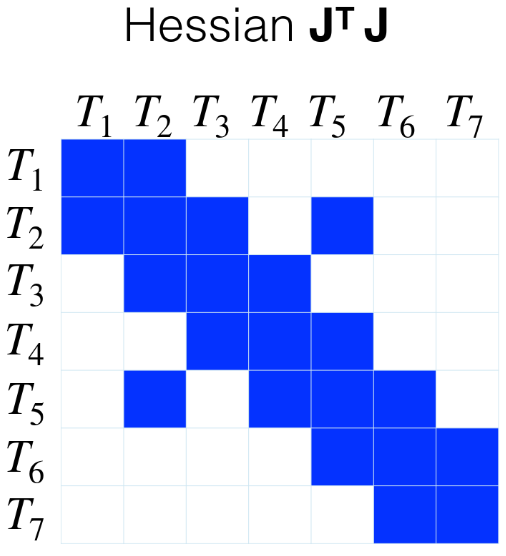 Hessian Jᵀ J
T₁ T₂ T₃ T₄ T₅ T₆ T₇
T₁
T₂
T₃
T₄
T₅
T₆
T₇